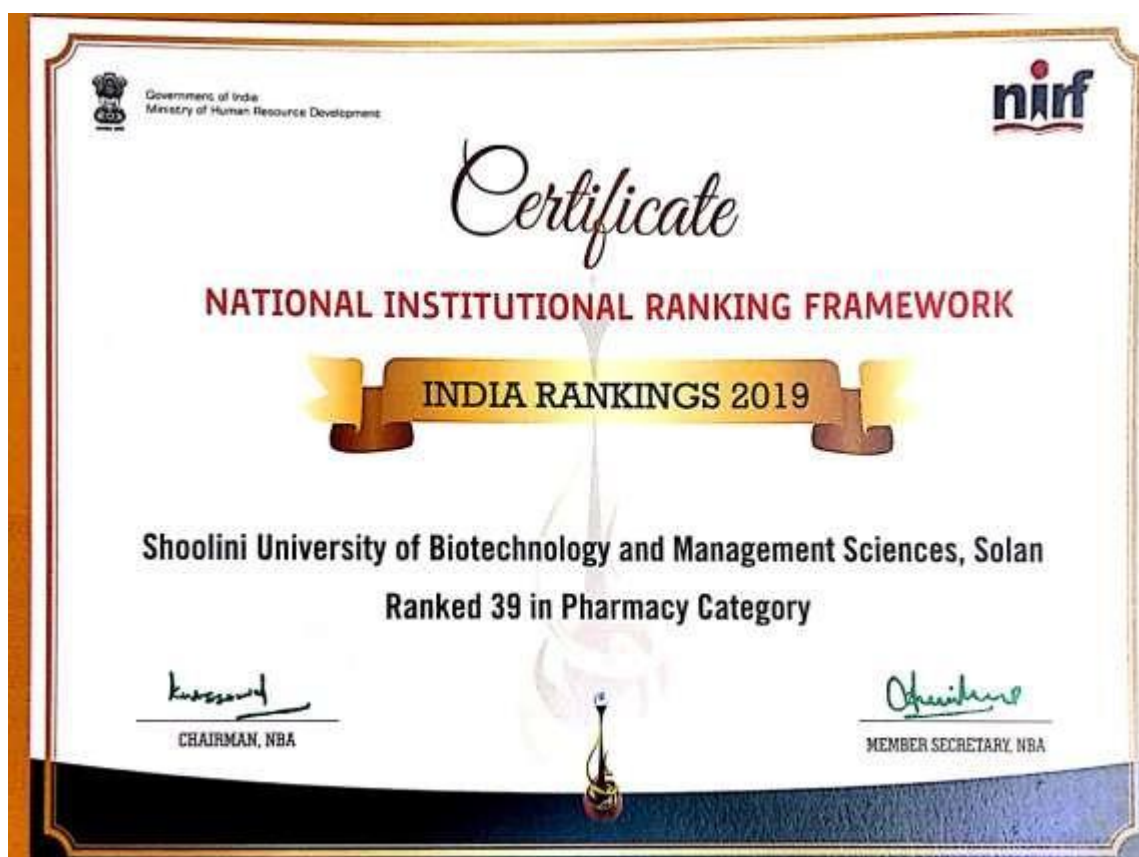 Government of India
Ministry of Human Resource Development
nirf
Certificate
NATIONAL INSTITUTIONAL RANKING FRAMEWORK
INDIA RANKINGS 2019
Shoolini University of Biotechnology and Management Sciences, Solan
Ranked 39 in Pharmacy Category
CHAIRMAN, NBA
MEMBER SECRETARY, NBA